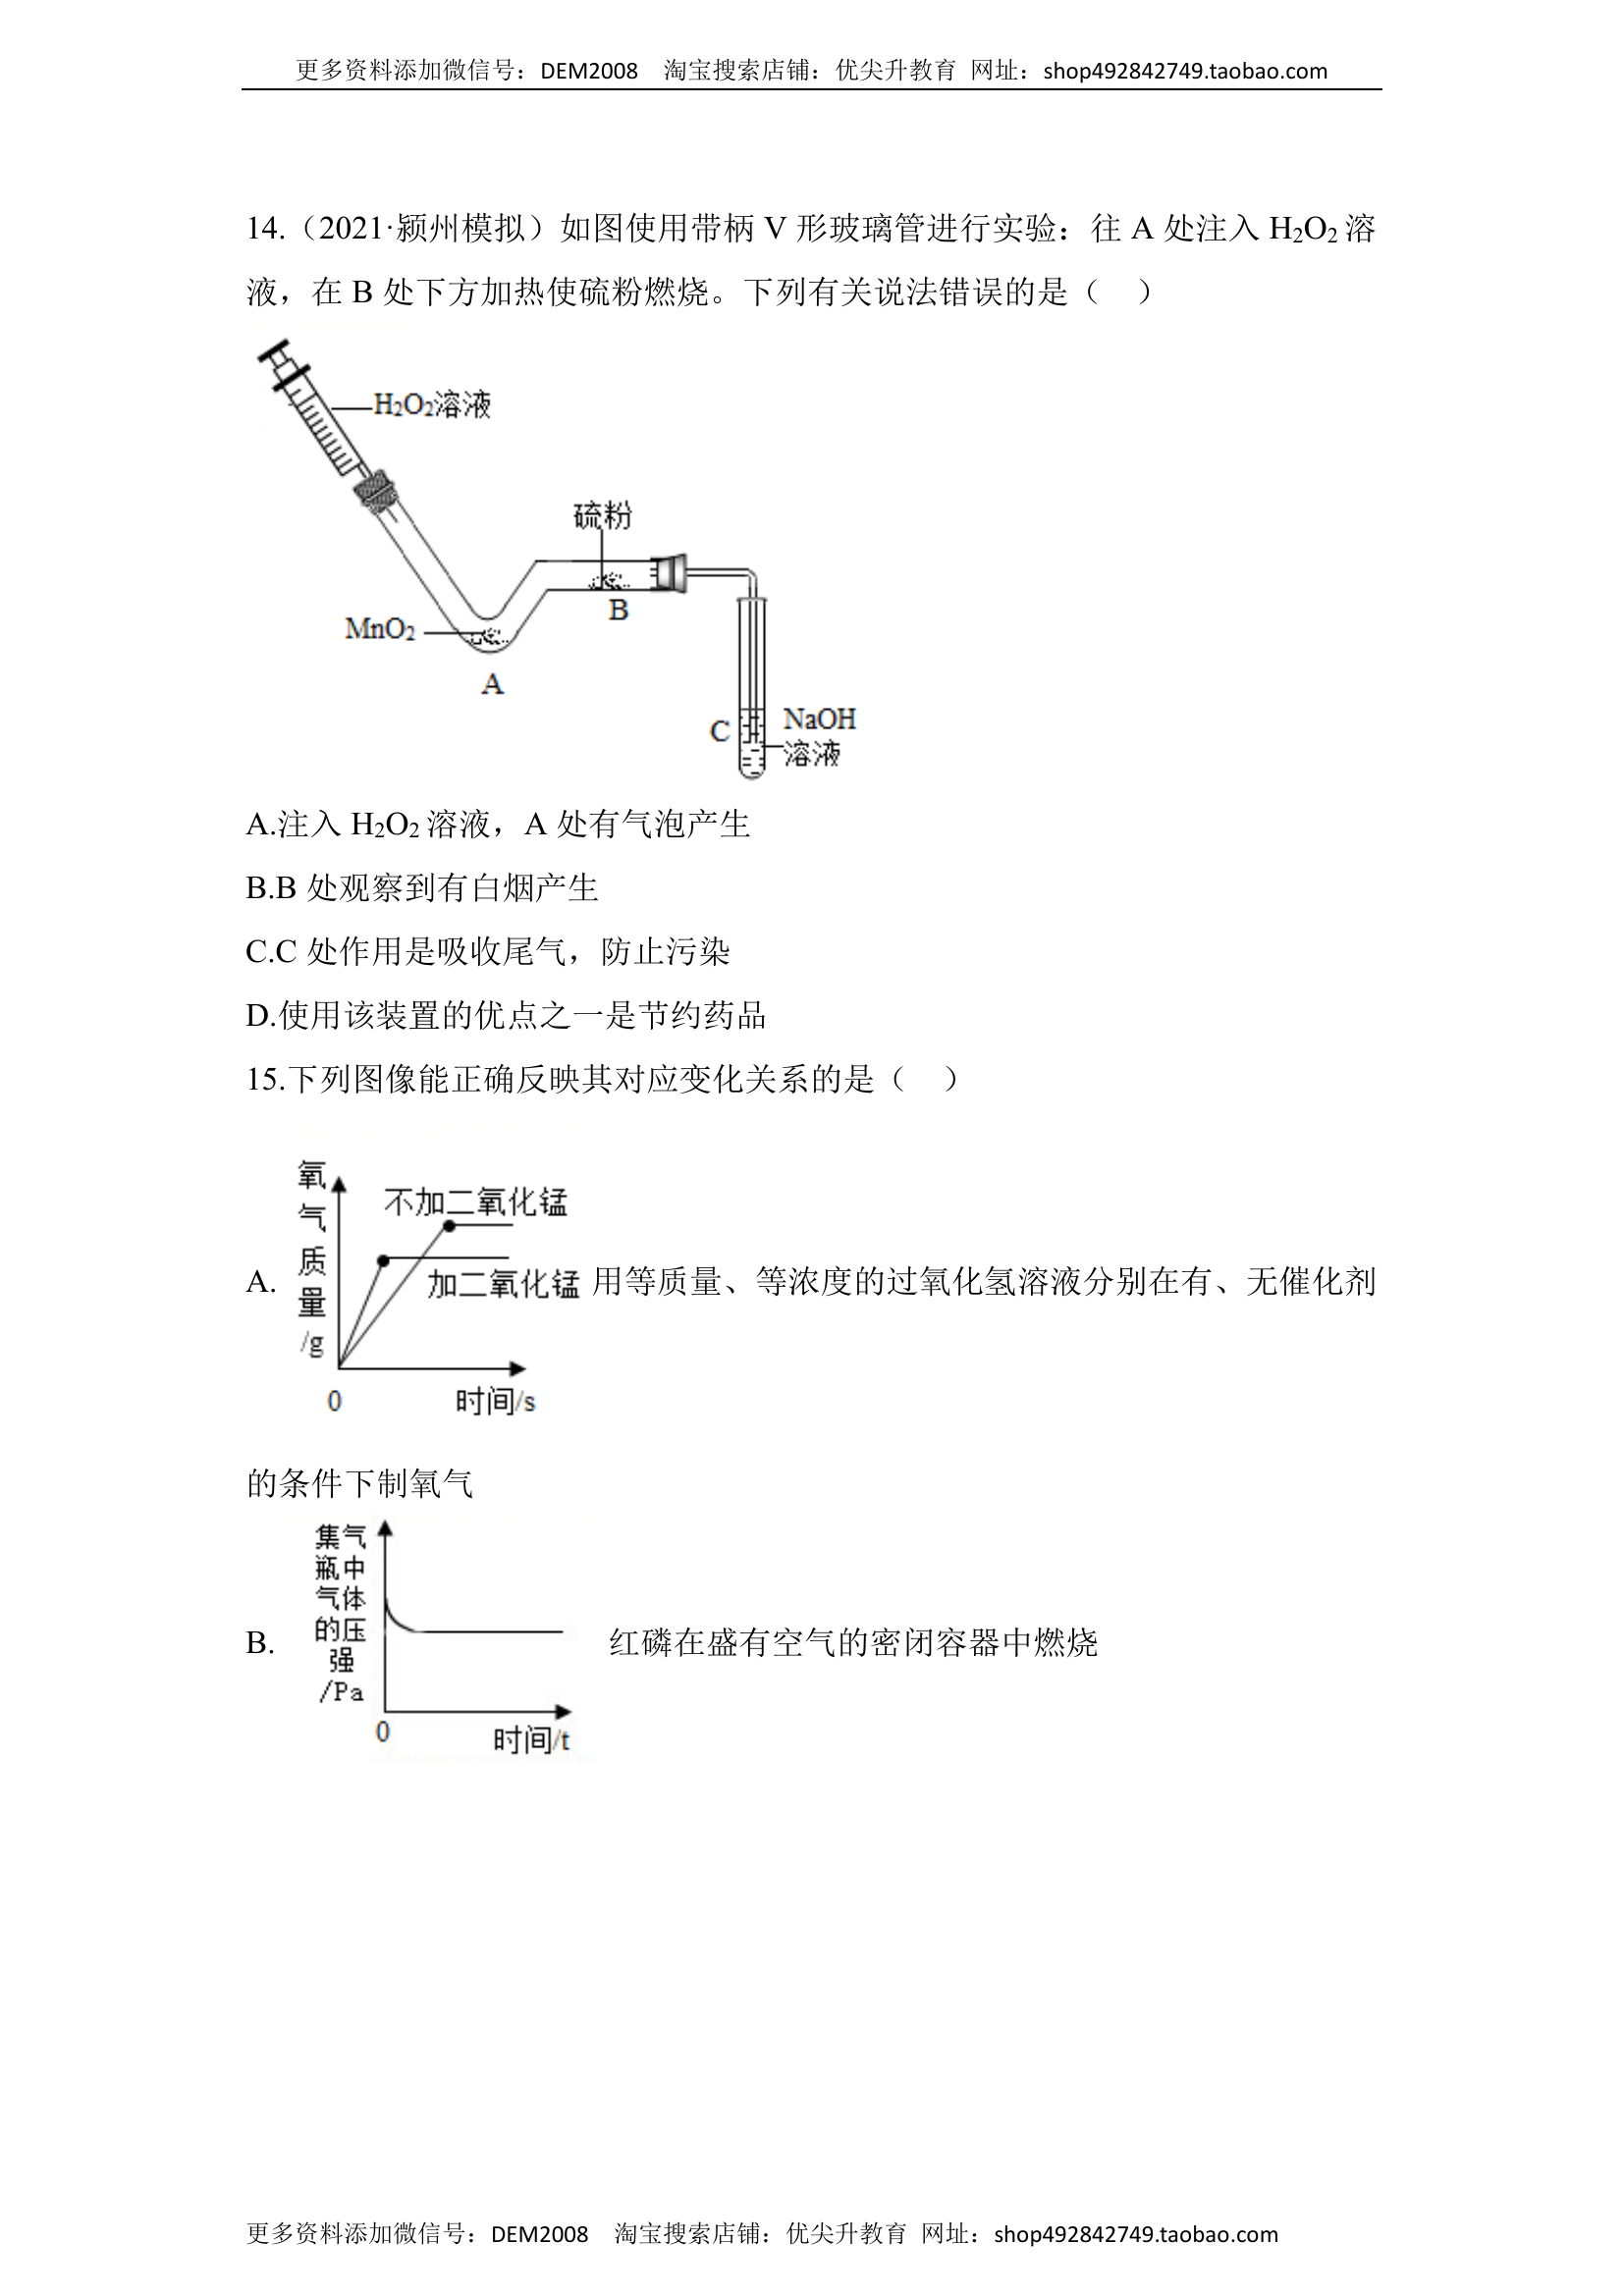 更多资料添加微信号：DEM2008 淘宝搜索店铺：优尖升教育 网址：shop492842749.taobao.com
14.（2021·颍州模拟）如图使用带柄 V 形玻璃管进行实验：往 A 处注入 H₂O₂ 溶
液，在 B 处下方加热使硫粉燃烧。下列有关说法错误的是（ ）
H₂O₂溶液
硫粉
B
MnO₂
A
C
NaOH
溶液
A.注入 H₂O₂ 溶液，A 处有气泡产生
B.B 处观察到有白烟产生
C.C 处作用是吸收尾气，防止污染
D.使用该装置的优点之一是节约药品
15.下列图像能正确反映其对应变化关系的是（ ）
氧
气
质
量
/g
不加二氧化锰
加二氧化锰
0
时间/s
A. 用等质量、等浓度的过氧化氢溶液分别在有、无催化剂
的条件下制氧气
集气
瓶中
气体
的压
强
/Pa
0
时间/t
B. 红磷在盛有空气的密闭容器中燃烧
更多资料添加微信号：DEM2008 淘宝搜索店铺：优尖升教育 网址：shop492842749.taobao.com